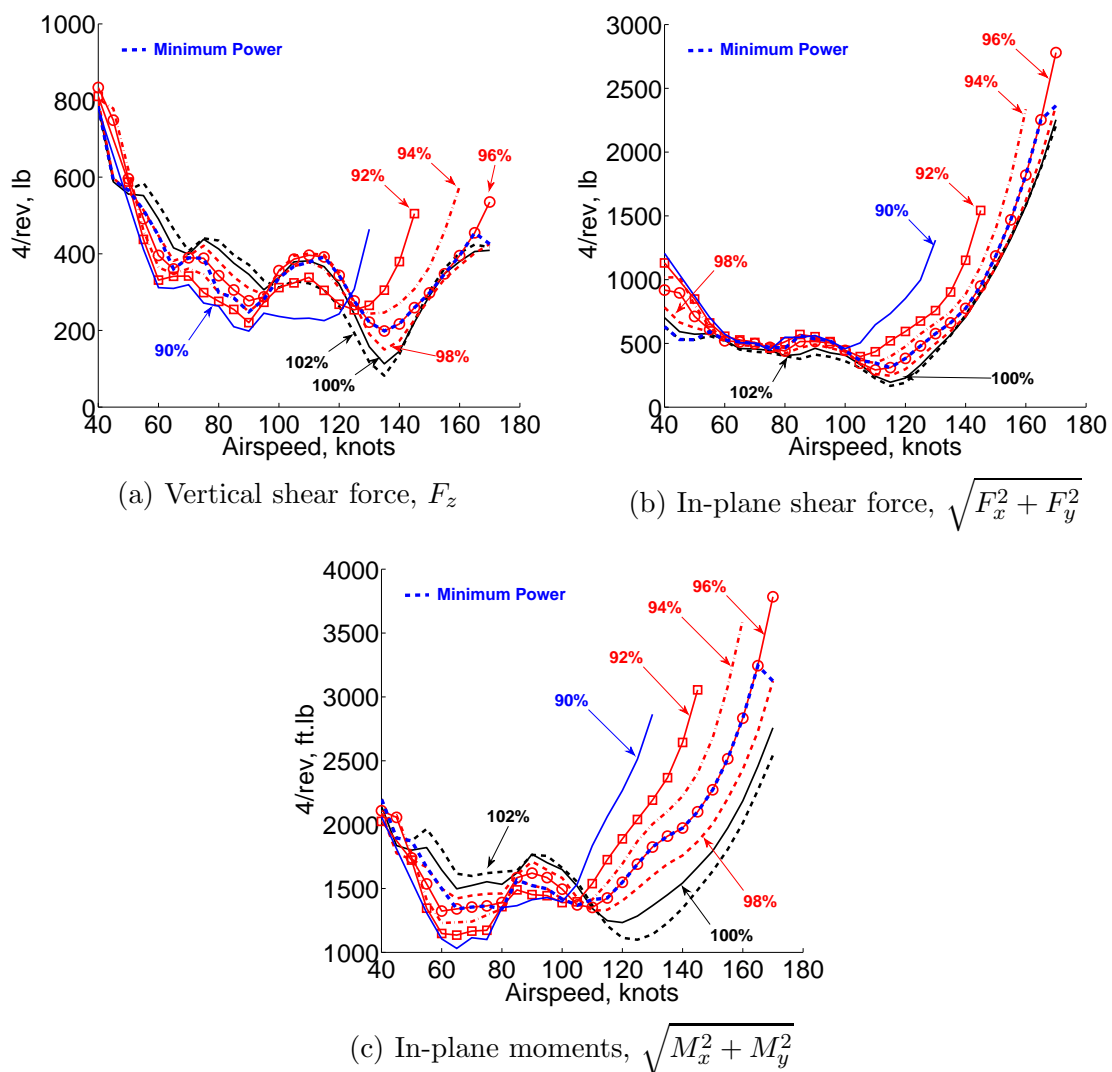 1000
800
600
400
200
0
4/rev, lb
40 60 80 100 120 140 160 180
Airspeed, knots
Minimum Power
94%
96%
92%
90%
102%
100%
98%
(a) Vertical shear force, $F_z$
3000
2500
2000
1500
1000
500
0
4/rev, lb
40 60 80 100 120 140 160 180
Airspeed, knots
Minimum Power
96%
94%
92%
90%
98%
102%
100%
(b) In-plane shear force, $\sqrt{F_x^2 + F_y^2}$
4000
3500
3000
2500
2000
1500
1000
4/rev, ft.lb
40 60 80 100 120 140 160 180
Airspeed, knots
Minimum Power
96%
94%
92%
90%
102%
98%
100%
(c) In-plane moments, $\sqrt{M_x^2 + M_y^2}$